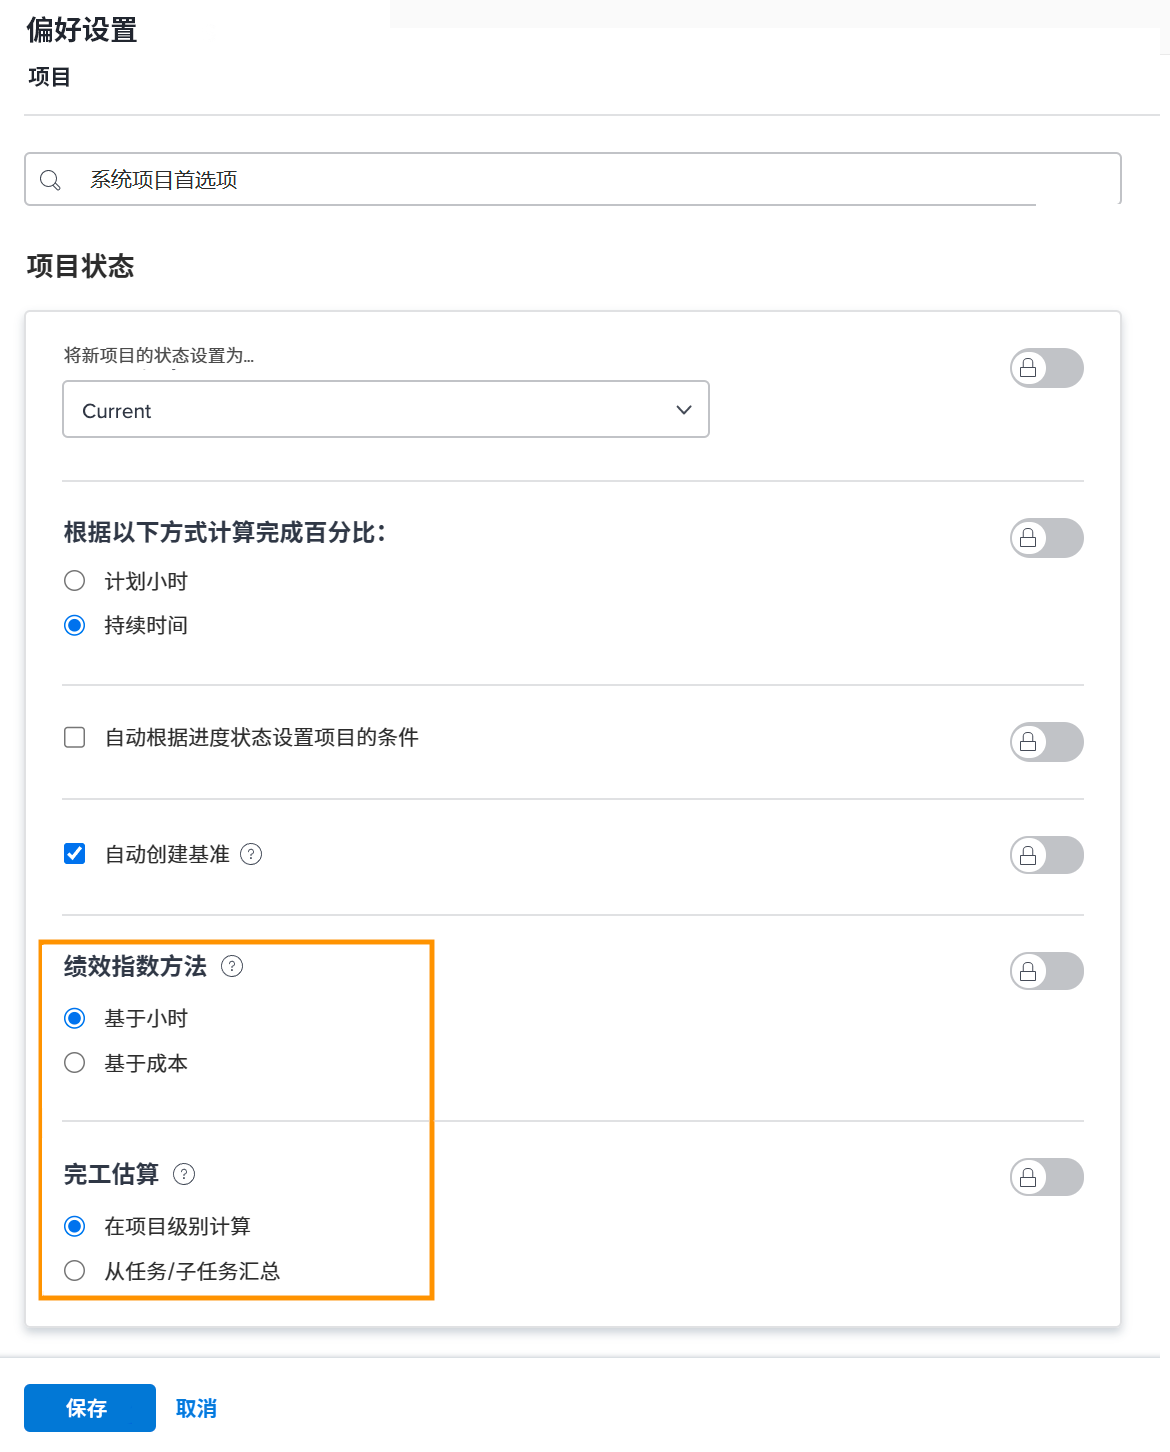 偏好设置
项目
系统项目首选项
项目状态
将新项目的状态设置为...
Current
根据以下方式计算完成百分比：
计划小时
持续时间
自动根据进度状态设置项目的条件
自动创建基准 ?
绩效指数方法 ?
基于小时
基于成本
完工估算 ?
在项目级别计算
从任务/子任务汇总
保存 取消